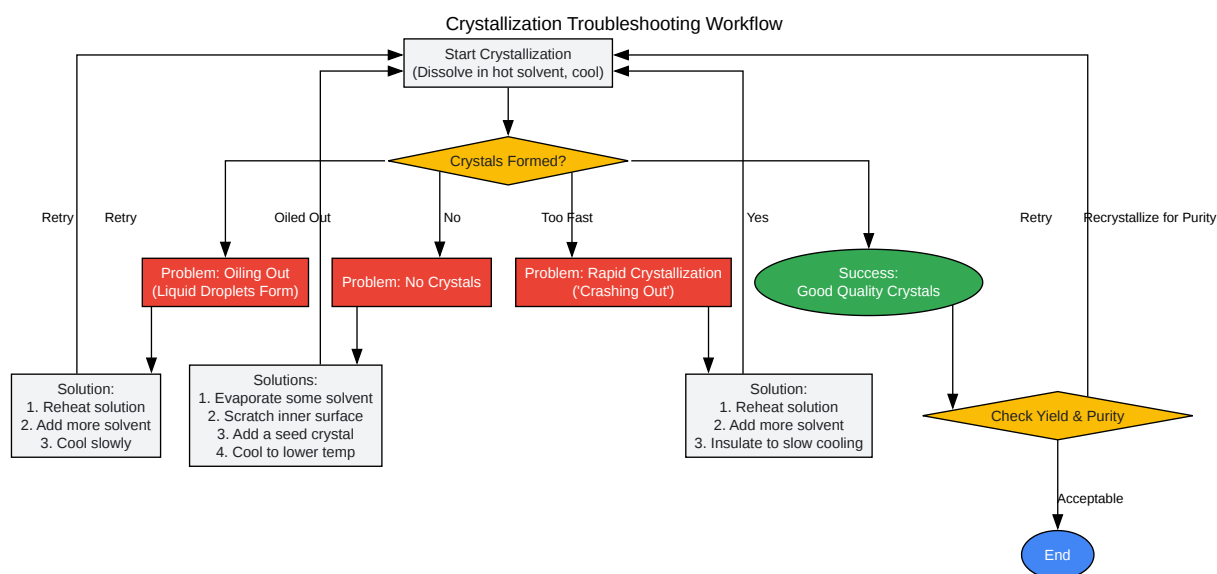 Crystallization Troubleshooting Workflow
Start Crystallization
(Dissolve in hot solvent, cool)
Crystals Formed?
Retry
Retry
Oiled Out
No
Too Fast
Yes
Retry
Recrystallize for Purity
Problem: Oiling Out
(Liquid Droplets Form)
Problem: No Crystals
Problem: Rapid Crystallization
('Crashing Out')
Success:
Good Quality Crystals
Solution:
1. Reheat solution
2. Add more solvent
3. Cool slowly
Solutions:
1. Evaporate some solvent
2. Scratch inner surface
3. Add a seed crystal
4. Cool to lower temp
Solution:
1. Reheat solution
2. Add more solvent
3. Insulate to slow cooling
Check Yield & Purity
Acceptable
End